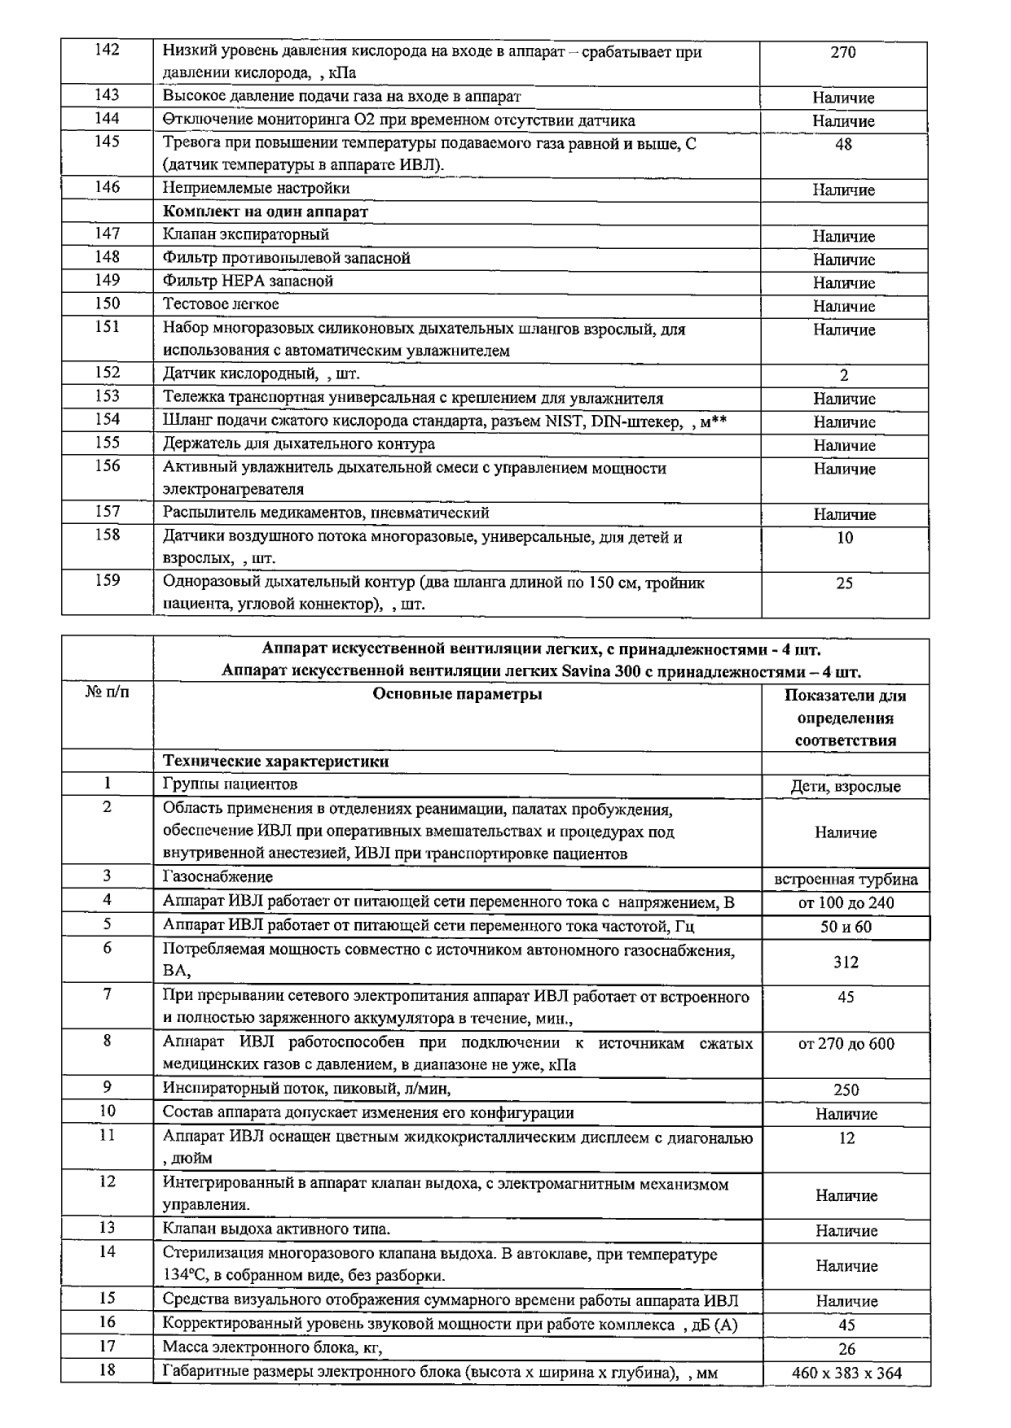 142 Низкий уровень давления кислорода на входе в аппарат – срабатывает при 270
давлении кислорода, , кПа
143 Высокое давление подачи газа на входе в аппарат Наличие
144 Отключение мониторинга О2 при временном отсутствии датчика Наличие
145 Тревога при повышении температуры подаваемого газа равной и выше, С 48
(датчик температуры в аппарате ИВЛ).
146 Неприемлемые настройки Наличие
Комплект на один аппарат
147 Клапан экспираторный Наличие
148 Фильтр противопылевой запасной Наличие
149 Фильтр HEPA запасной Наличие
150 Тестовое легкое Наличие
151 Набор многоразовых силиконовых дыхательных шлангов взрослый, для Наличие
использования с автоматическим увлажнителем
152 Датчик кислородный, , шт. 2
153 Тележка транспортная универсальная с креплением для увлажнителя Наличие
154 Шланг подачи сжатого кислорода стандарта, разъем NIST, DIN-штекер, , м** Наличие
155 Держатель для дыхательного контура Наличие
156 Активный увлажнитель дыхательной смеси с управлением мощности Наличие
электронагревателя
157 Распылитель медикаментов, пневматический Наличие
158 Датчики воздушного потока многоразовые, универсальные, для детей и 10
взрослых, , шт.
159 Одноразовый дыхательный контур (два шланга длиной по 150 см, тройник 25
пациента, угловой коннектор), , шт.
Аппарат искусственной вентиляции легких, с принадлежностями - 4 шт.
Аппарат искусственной вентиляции легких Savina 300 с принадлежностями – 4 шт.
№ п/п Основные параметры Показатели для
определения
соответствия
Технические характеристики
1 Группы пациентов Дети, взрослые
2 Область применения в отделениях реанимации, палатах пробуждения,
обеспечение ИВЛ при оперативных вмешательствах и процедурах под Наличие
внутривенной анестезией, ИВЛ при транспортировке пациентов
3 Газоснабжение встроенная турбина
4 Аппарат ИВЛ работает от питающей сети переменного тока с напряжением, В от 100 до 240
5 Аппарат ИВЛ работает от питающей сети переменного тока частотой, Гц 50 и 60
6 Потребляемая мощность совместно с источником автономного газоснабжения, 312
ВА,
7 При прерывании сетевого электропитания аппарат ИВЛ работает от встроенного 45
и полностью заряженного аккумулятора в течение, мин.,
8 Аппарат ИВЛ работоспособен при подключении к источникам сжатых от 270 до 600
медицинских газов с давлением, в диапазоне не уже, кПа
9 Инспираторный поток, пиковый, л/мин, 250
10 Состав аппарата допускает изменения его конфигурации Наличие
11 Аппарат ИВЛ оснащен цветным жидкокристаллическим дисплеем с диагональю 12
, дюйм
12 Интегрированный в аппарат клапан выдоха, с электромагнитным механизмом Наличие
управления.
13 Клапан выдоха активного типа. Наличие
14 Стерилизация многоразового клапана выдоха. В автоклаве, при температуре Наличие
134°С, в собранном виде, без разборки.
15 Средства визуального отображения суммарного времени работы аппарата ИВЛ Наличие
16 Корректированный уровень звуковой мощности при работе комплекса , дБ (А) 45
17 Масса электронного блока, кг, 26
18 Габаритные размеры электронного блока (высота х ширина х глубина), , мм 460 х 383 х 364